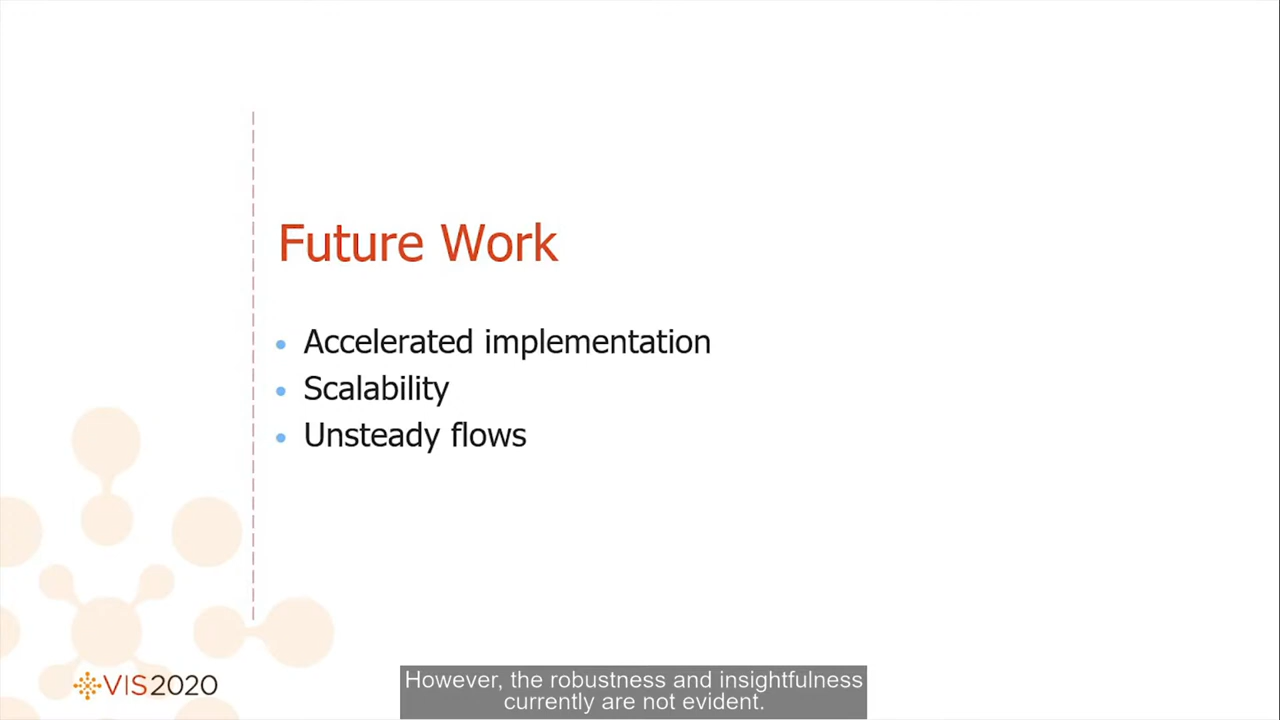 Future Work
• Accelerated implementation
• Scalability
• Unsteady flows
VIS2020
However, the robustness and insightfulness
currently are not evident.